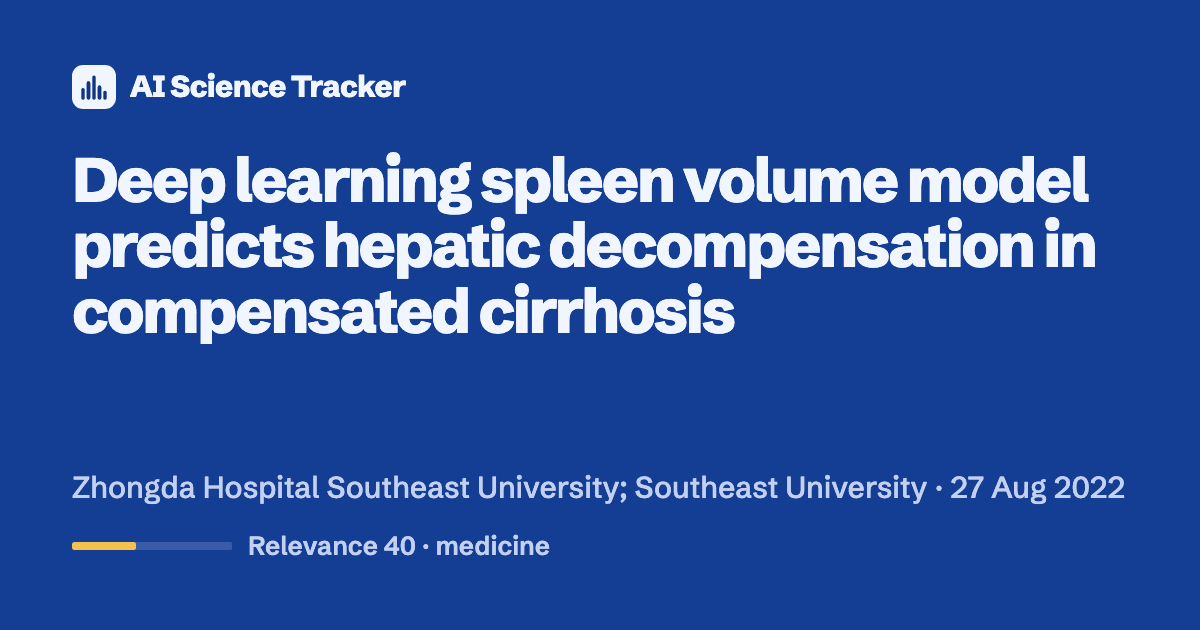 AI Science Tracker
Deep learning spleen volume model
predicts hepatic decompensation in
compensated cirrhosis
Zhongda Hospital Southeast University; Southeast University · 27 Aug 2022
Relevance 40 · medicine